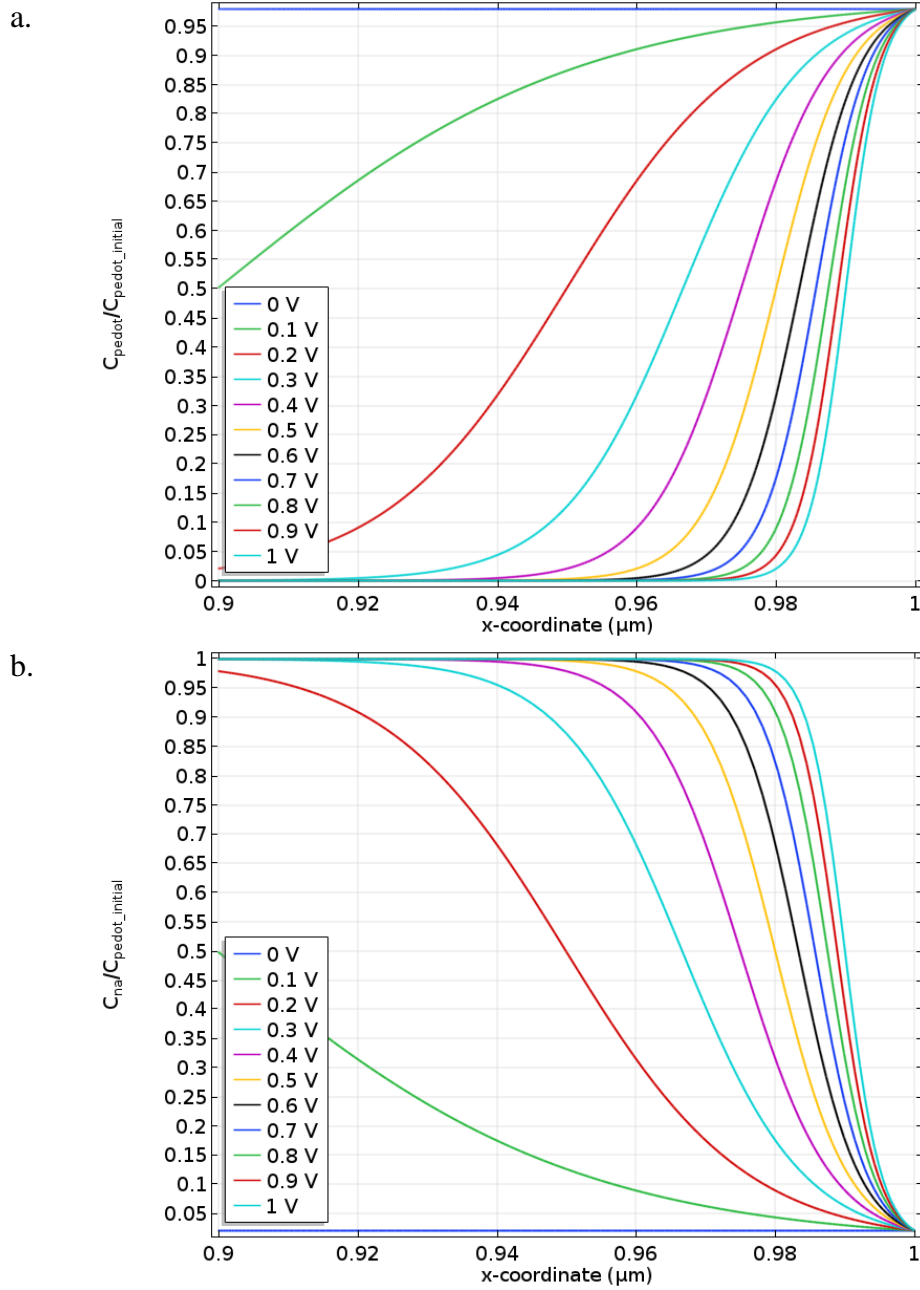 a.
0.95
0.9
0.85
0.8
0.75
0.7
0.65
0.6
0.55
0.5
0.45
0.4
0.35
0.3
0.25
0.2
0.15
0.1
0.05
0
C_pedot/C_pedot_initial
0 V
0.1 V
0.2 V
0.3 V
0.4 V
0.5 V
0.6 V
0.7 V
0.8 V
0.9 V
1 V
0.9 0.92 0.94 0.96 0.98 1
x-coordinate (µm)
b.
1
0.95
0.9
0.85
0.8
0.75
0.7
0.65
0.6
0.55
0.5
0.45
0.4
0.35
0.3
0.25
0.2
0.15
0.1
0.05
C_na/C_pedot_initial
0 V
0.1 V
0.2 V
0.3 V
0.4 V
0.5 V
0.6 V
0.7 V
0.8 V
0.9 V
1 V
0.9 0.92 0.94 0.96 0.98 1
x-coordinate (µm)